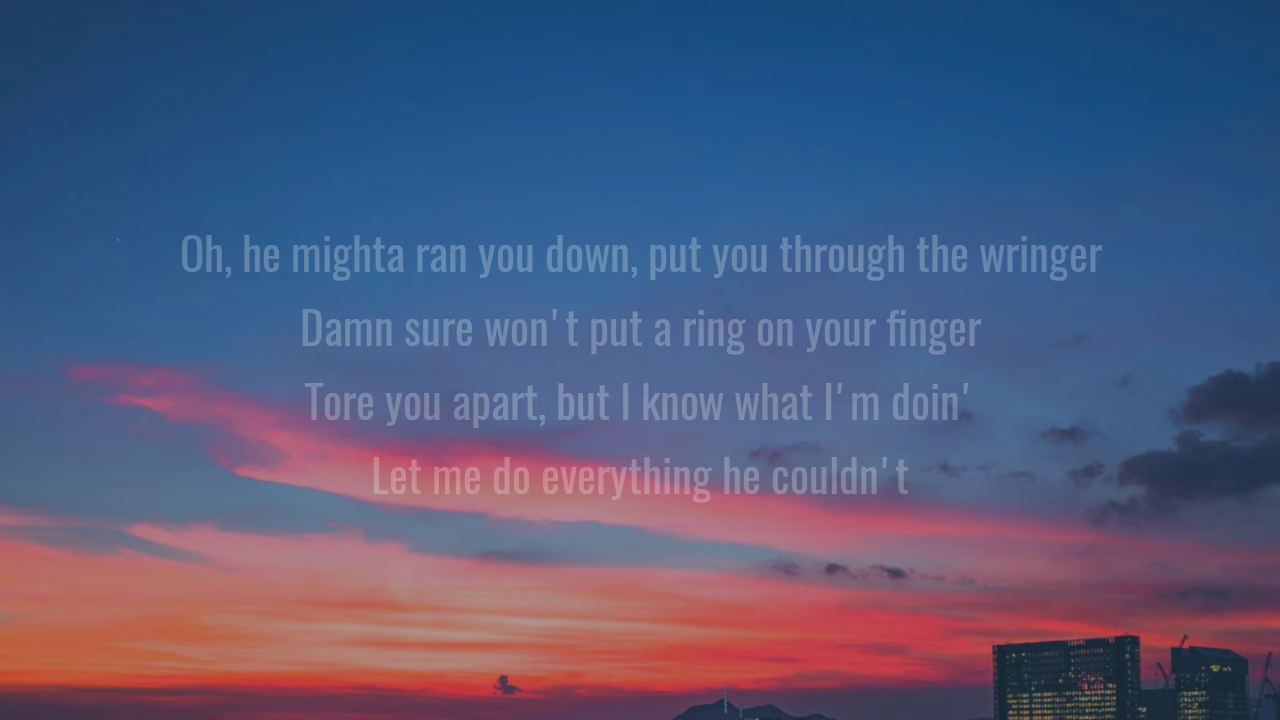 Oh, he mighta ran you down, put you through the wringer
Damn sure won't put a ring on your finger
Tore you apart, but I know what I'm doin'
Let me do everything he couldn't